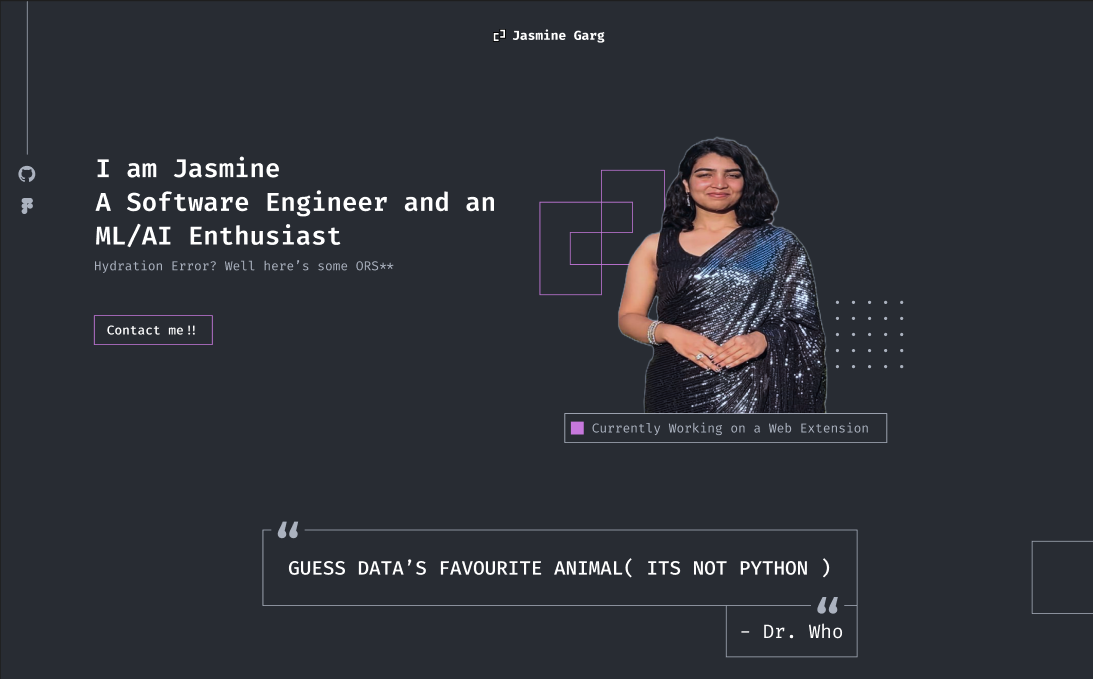 Jasmine Garg
I am Jasmine
A Software Engineer and an
ML/AI Enthusiast
Hydration Error? Well here’s some ORS**
Contact me!!
Currently Working on a Web Extension
“
GUESS DATA’S FAVOURITE ANIMAL( ITS NOT PYTHON )
“
- Dr. Who